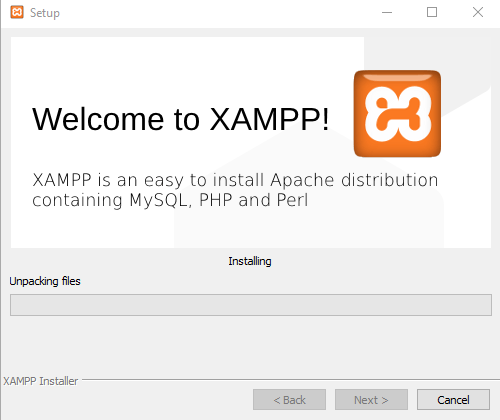 Setup
Welcome to XAMPP!
XAMPP is an easy to install Apache distribution
containing MySQL, PHP and Perl
Installing
Unpacking files
XAMPP Installer
< Back
Next >
Cancel